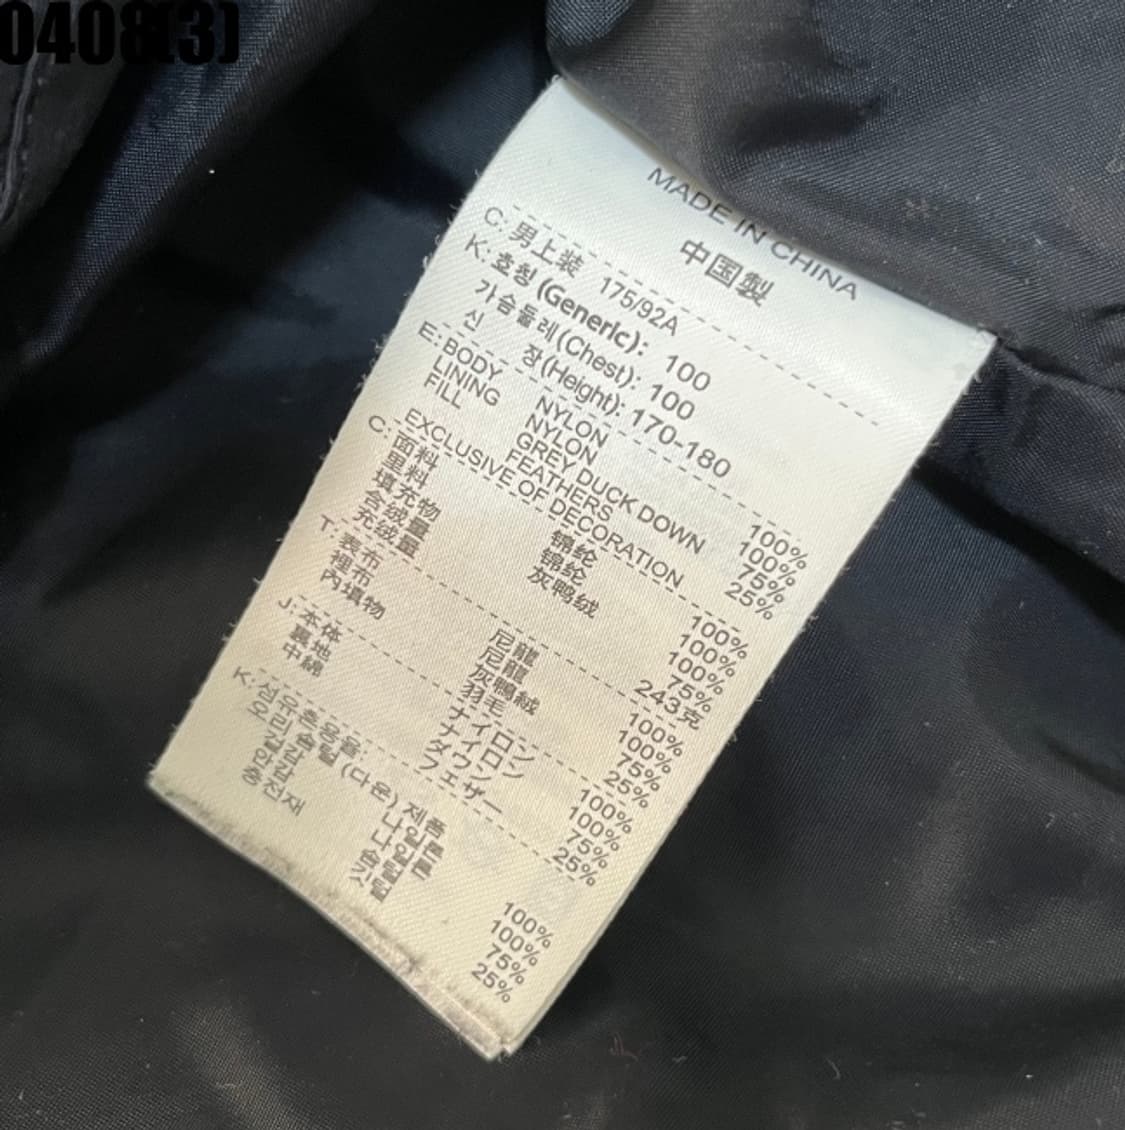 0408(3)
MADE IN CHINA
中国製
C: 男上装 175/92A
K: 호칭 (Generic): 100
가슴둘레(Chest): 100
신 장(Height): 170-180
E: BODY NYLON 100%
LINING NYLON 100%
FILL GREY DUCK DOWN 75%
FEATHERS 25%
EXCLUSIVE OF DECORATION
C: 面料 锦纶 100%
里料 锦纶 100%
填充物 灰鸭绒 100%
含绒量 75%
充绒量 243克
T: 表布 尼龍 100%
裡布 尼龍 100%
內填物 灰鴨絨 75%
羽毛 25%
J: 本体 ナイロン 100%
裏地 ナイロン 100%
中綿 ダウン 75%
フェザー 25%
K: 섬유혼용율:
오리솜털 (다운) 제품
겉감 나일론 100%
안감 나일론 100%
충전재 솜털 75%
깃털 25%